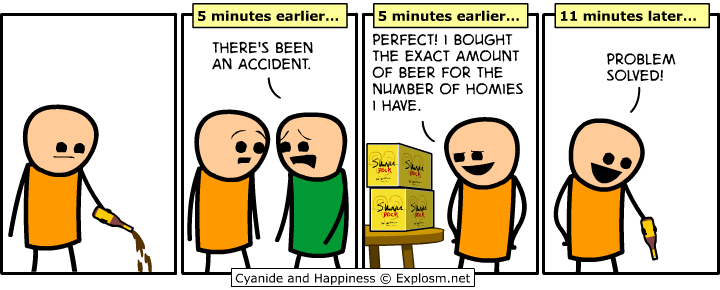 5 minutes earlier...
THERE'S BEEN
AN ACCIDENT.
5 minutes earlier...
PERFECT! I BOUGHT
THE EXACT AMOUNT
OF BEER FOR THE
NUMBER OF HOMIES
I HAVE.
11 minutes later...
PROBLEM
SOLVED!
Cyanide and Happiness © Explosm.net